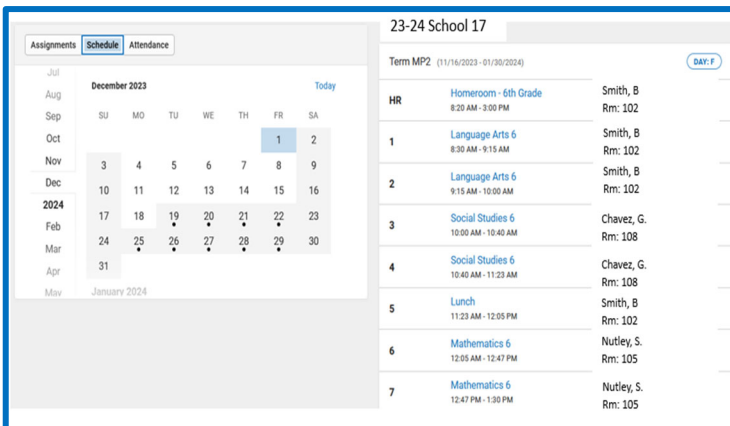 Assignments Schedule Attendance
Jul
Aug
Sep
Oct
Nov
Dec
2024
Feb
Mar
Apr
May
December 2023 Today
SU MO TU WE TH FR SA
1 2
3 4 5 6 7 8 9
10 11 12 13 14 15 16
17 18 19 20 21 22 23
24 25 26 27 28 29 30
31
January 2024
23-24 School 17
Term MP2 (11/16/2023 - 01/30/2024) DAY: F
HR Homeroom - 6th Grade Smith, B
8:20 AM - 3:00 PM Rm: 102
1 Language Arts 6 Smith, B
8:30 AM - 9:15 AM Rm: 102
2 Language Arts 6 Smith, B
9:15 AM - 10:00 AM Rm: 102
3 Social Studies 6 Chavez, G.
10:00 AM - 10:40 AM Rm: 108
4 Social Studies 6 Chavez, G.
10:40 AM - 11:23 AM Rm: 108
5 Lunch Smith, B
11:23 AM - 12:05 PM Rm: 102
6 Mathematics 6 Nutley, S.
12:05 AM - 12:47 PM Rm: 105
7 Mathematics 6 Nutley, S.
12:47 PM - 1:30 PM Rm: 105